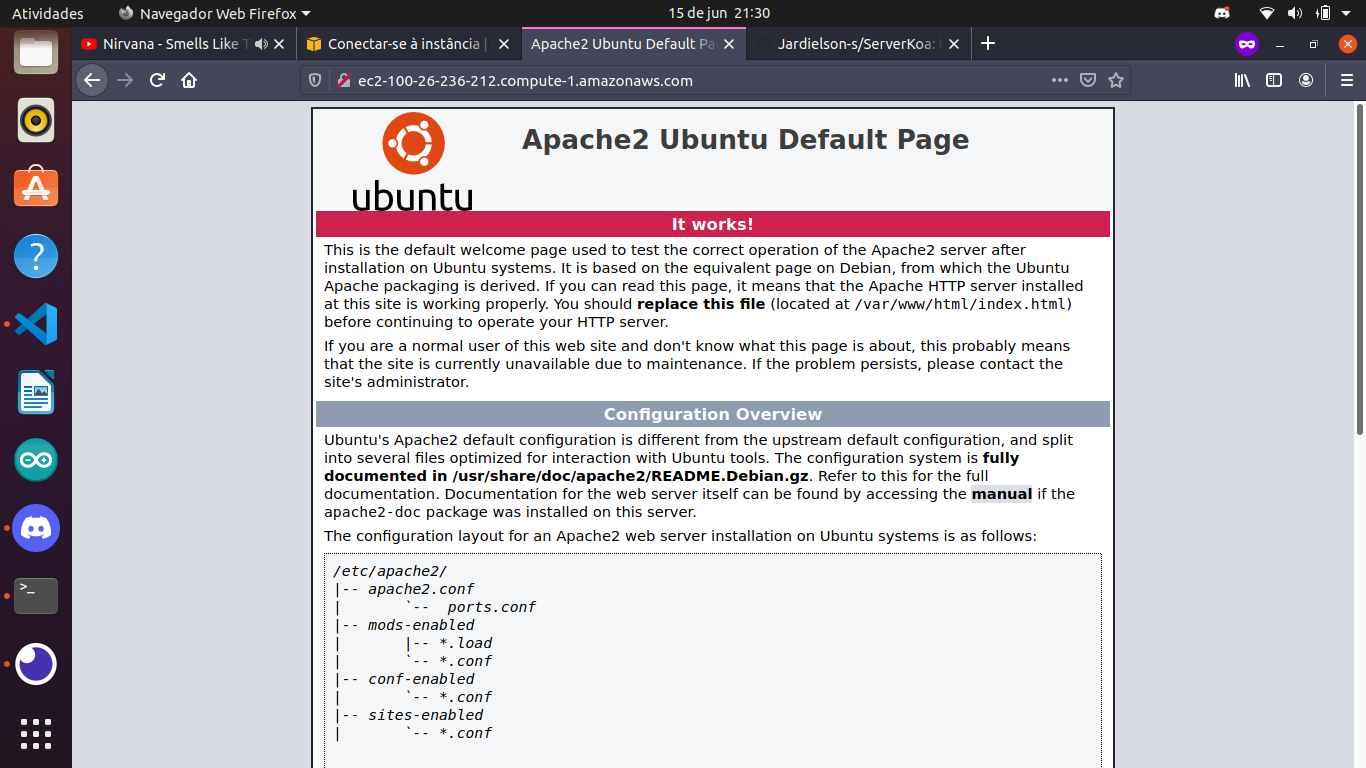 Atividades
Navegador Web Firefox
15 de jun 21:30
Nirvana - Smells Like T
Conectar-se à instância |
Apache2 Ubuntu Default Pa
Jardielson-s/ServerKoa:
ec2-100-26-236-212.compute-1.amazonaws.com
ubuntu
Apache2 Ubuntu Default Page
It works!
This is the default welcome page used to test the correct operation of the Apache2 server after
installation on Ubuntu systems. It is based on the equivalent page on Debian, from which the Ubuntu
Apache packaging is derived. If you can read this page, it means that the Apache HTTP server installed
at this site is working properly. You should replace this file (located at /var/www/html/index.html)
before continuing to operate your HTTP server.
If you are a normal user of this web site and don't know what this page is about, this probably means
that the site is currently unavailable due to maintenance. If the problem persists, please contact the
site's administrator.
Configuration Overview
Ubuntu's Apache2 default configuration is different from the upstream default configuration, and split
into several files optimized for interaction with Ubuntu tools. The configuration system is fully
documented in /usr/share/doc/apache2/README.Debian.gz. Refer to this for the full
documentation. Documentation for the web server itself can be found by accessing the manual if the
apache2-doc package was installed on this server.
The configuration layout for an Apache2 web server installation on Ubuntu systems is as follows:
/etc/apache2/
|-- apache2.conf
|       `--  ports.conf
|-- mods-enabled
|       |-- *.load
|       `-- *.conf
|-- conf-enabled
|       `-- *.conf
|-- sites-enabled
|       `-- *.conf